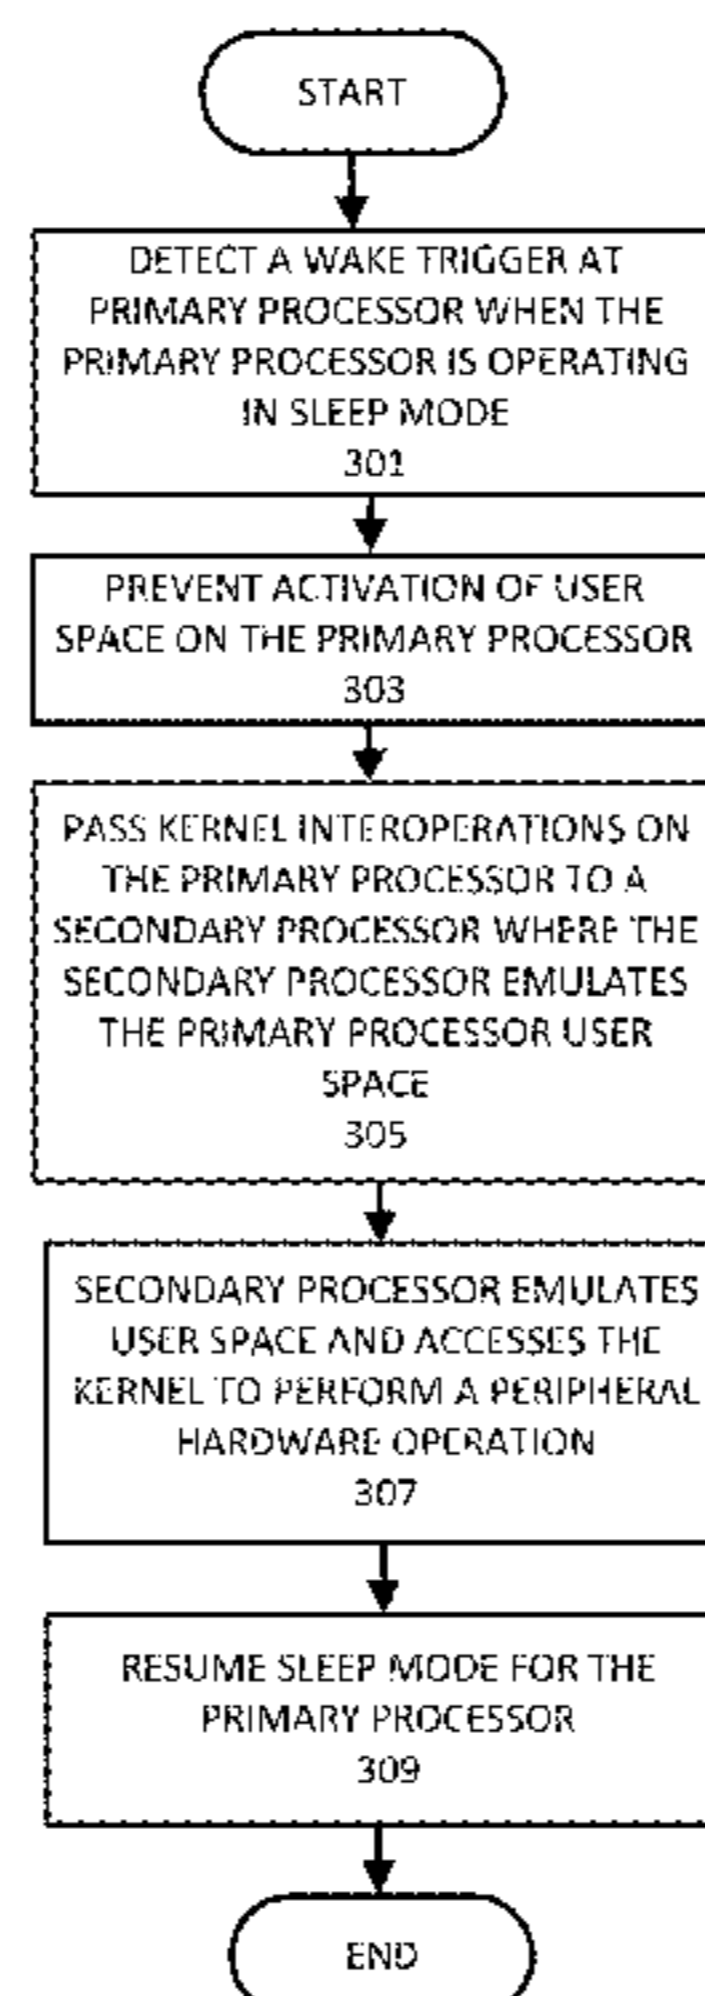 START
DETECT A WAKE TRIGGER AT
PRIMARY PROCESSOR WHEN THE
PRIMARY PROCESSOR IS OPERATING
IN SLEEP MODE
301
PREVENT ACTIVATION OF USER
SPACE ON THE PRIMARY PROCESSOR
303
PASS KERNEL INTEROPERATIONS ON
THE PRIMARY PROCESSOR TO A
SECONDARY PROCESSOR WHERE THE
SECONDARY PROCESSOR EMULATES
THE PRIMARY PROCESSOR USER
SPACE
305
SECONDARY PROCESSOR EMULATES
USER SPACE AND ACCESSES THE
KERNEL TO PERFORM A PERIPHERAL
HARDWARE OPERATION
307
RESUME SLEEP MODE FOR THE
PRIMARY PROCESSOR
309
END